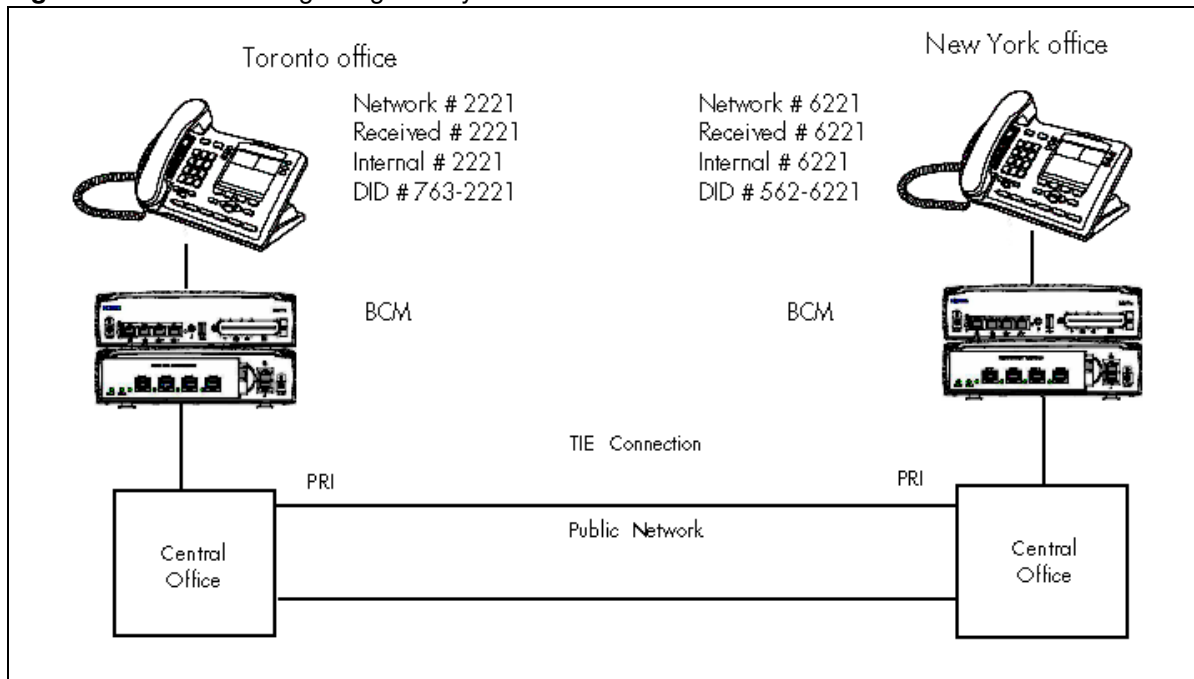 Toronto office
New York office
Network # 2221
Received # 2221
Internal # 2221
DID # 763-2221
Network # 6221
Received # 6221
Internal # 6221
DID # 562-6221
BCM
BCM
TIE Connection
PRI
PRI
Public Network
Central
Office
Central
Office